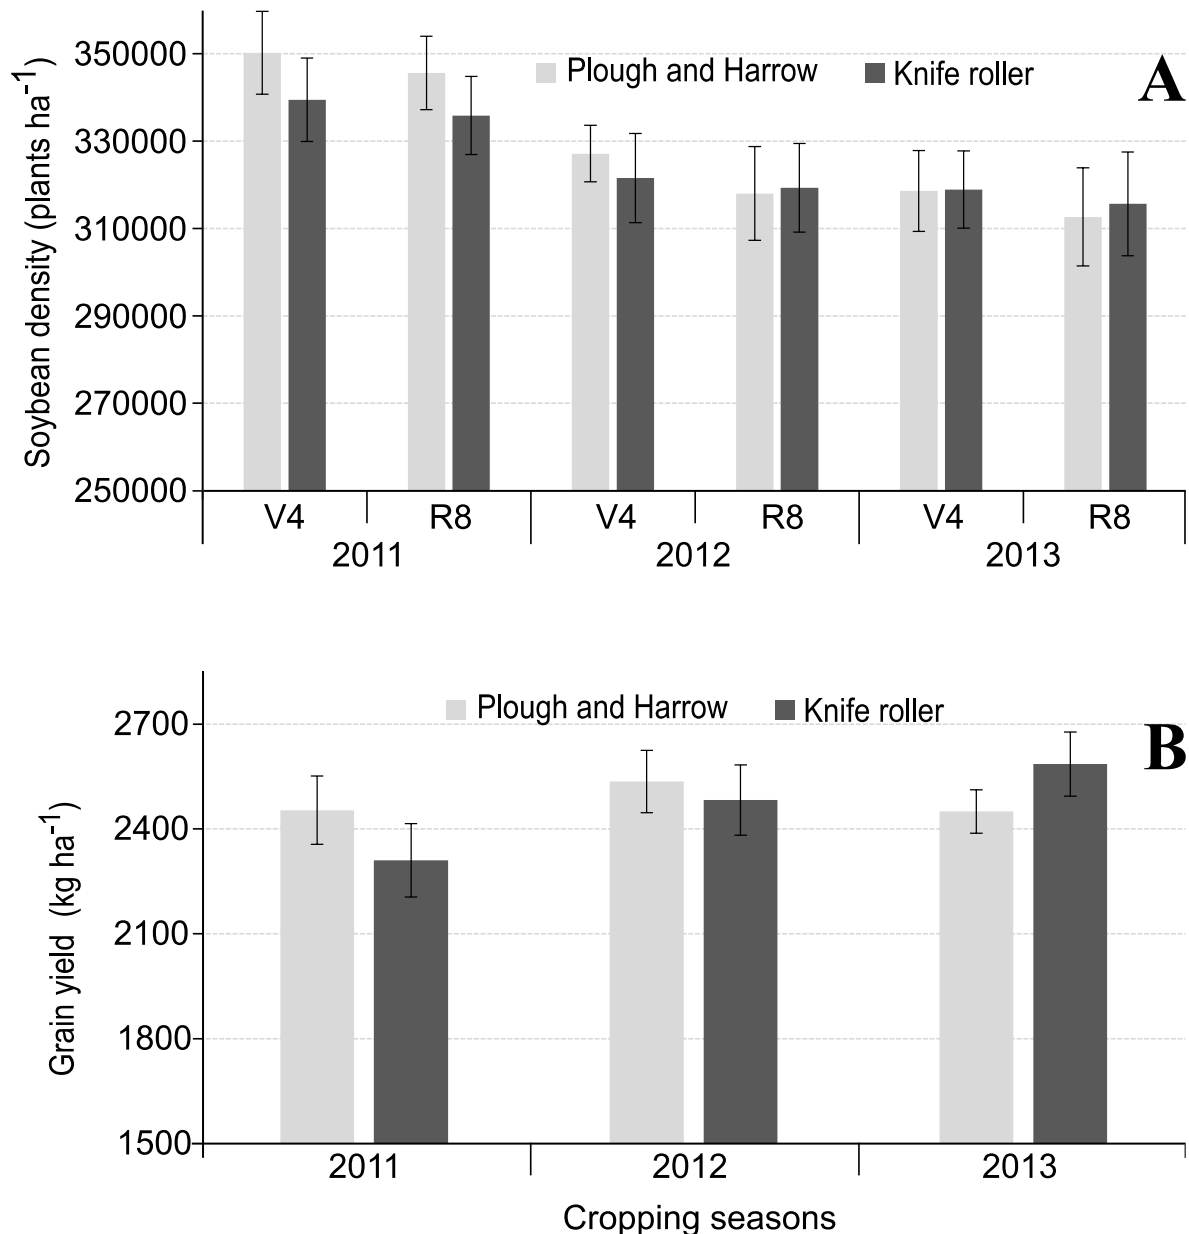 350000
330000
310000
290000
270000
250000
Soybean density (plants ha⁻¹)
Plough and Harrow Knife roller
A
V4 R8 V4 R8 V4 R8
2011 2012 2013
2700
2400
2100
1800
1500
Grain yield (kg ha⁻¹)
Plough and Harrow Knife roller
B
2011 2012 2013
Cropping seasons